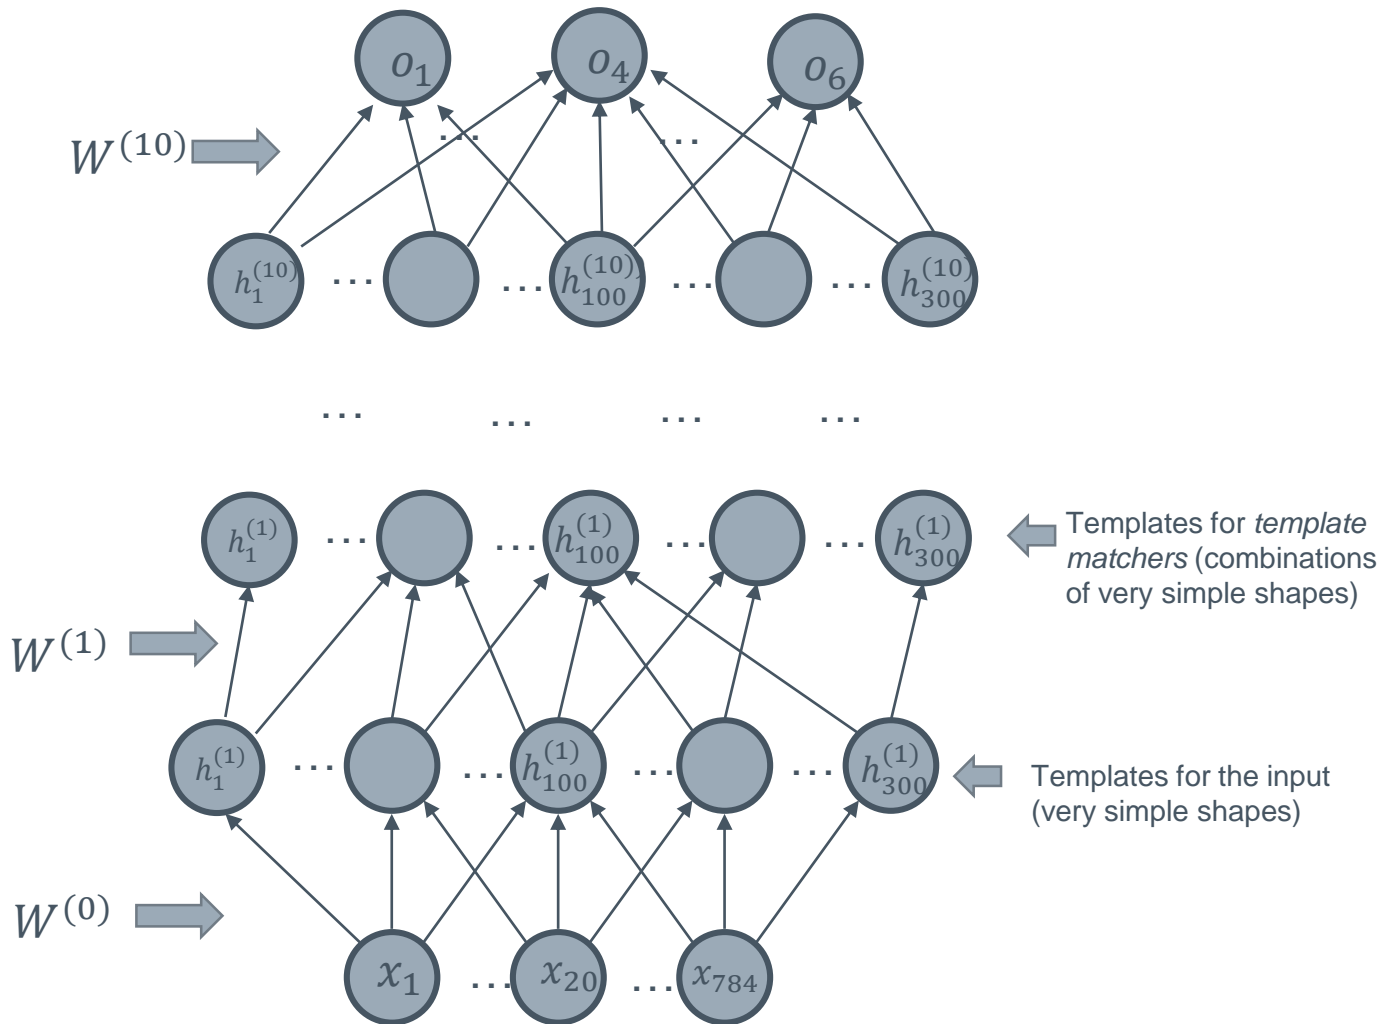 o₁ o₄ o₆
... ...
W⁽¹⁰⁾
h₁⁽¹⁰⁾ ... ... h₁₀₀⁽¹⁰⁾ ... ... h₃₀₀⁽¹⁰⁾
... ... ... ...
h₁⁽¹⁾ ... ... h₁₀₀⁽¹⁾ ... ... h₃₀₀⁽¹⁾
Templates for template
matchers (combinations
of very simple shapes)
W⁽¹⁾
h₁⁽¹⁾ ... ... h₁₀₀⁽¹⁾ ... ... h₃₀₀⁽¹⁾
Templates for the input
(very simple shapes)
W⁽⁰⁾
x₁ ... x₂₀ ... x₇₈₄